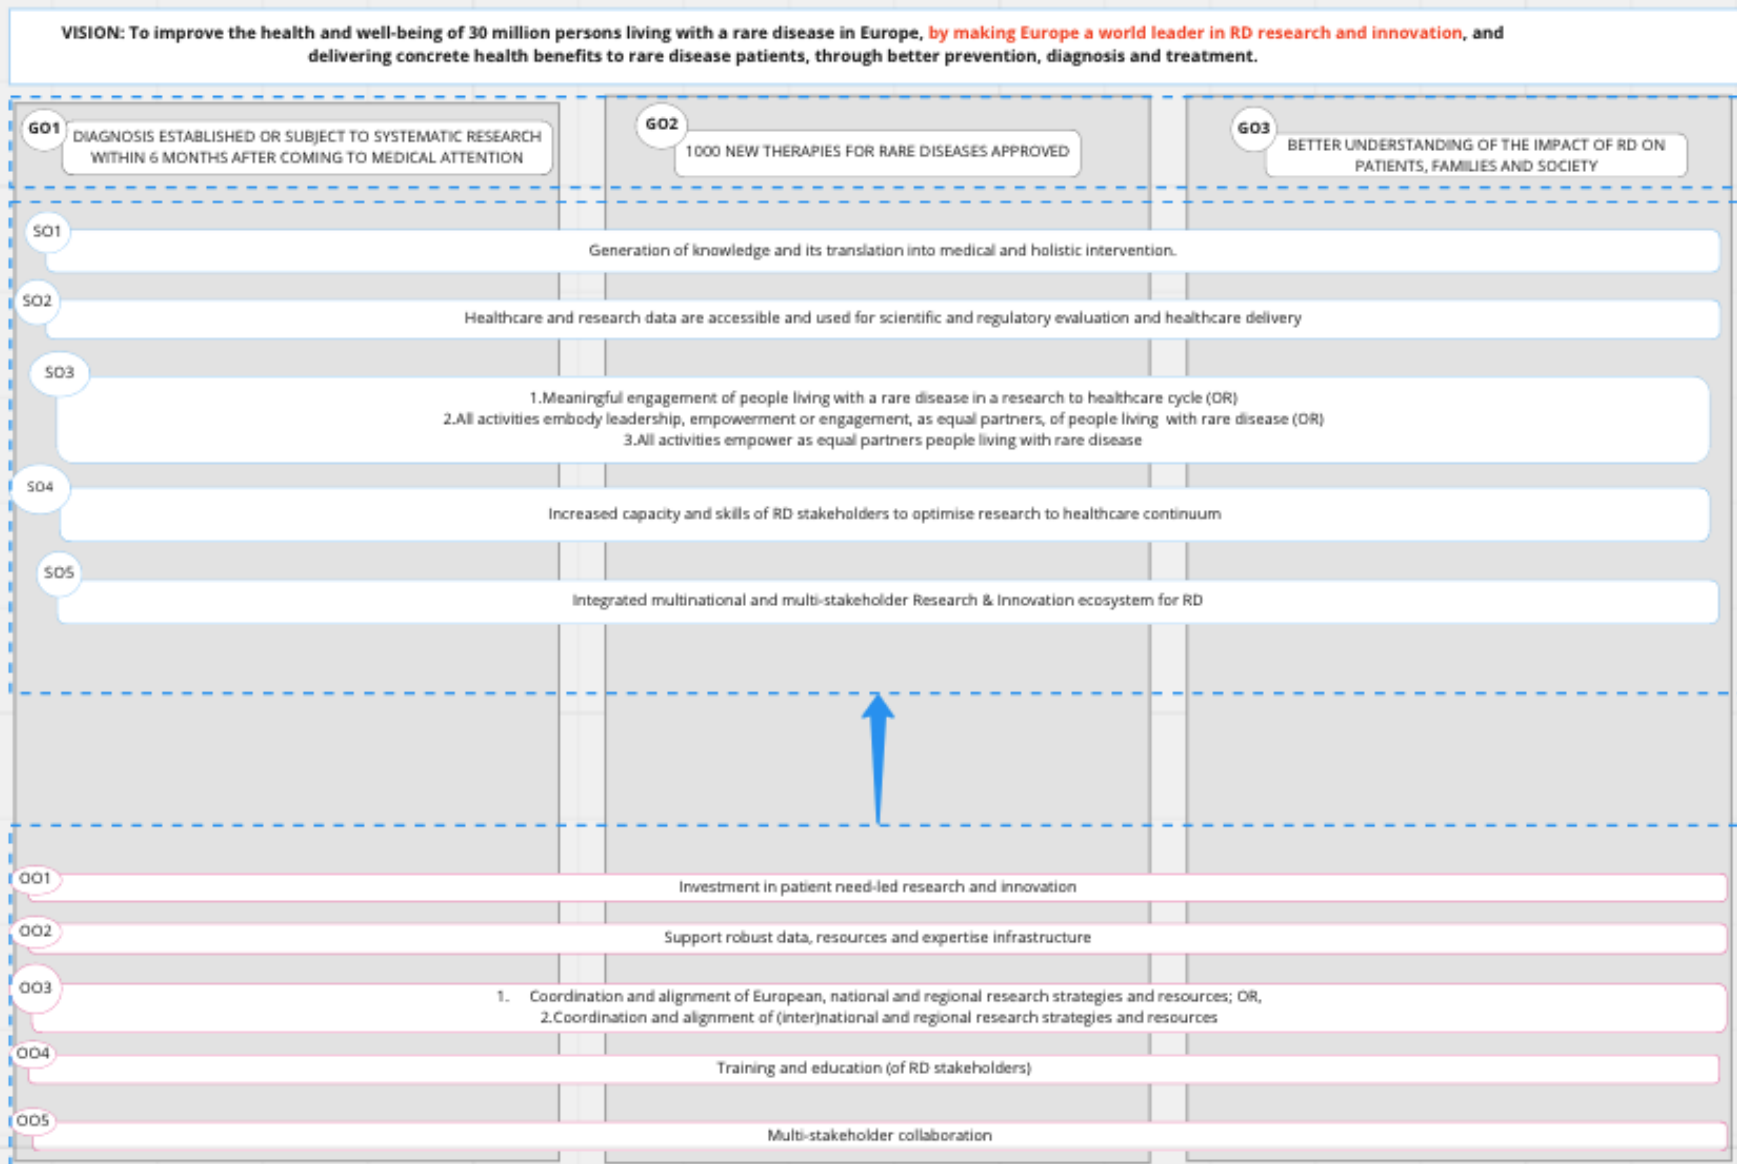 VISION: To improve the health and well-being of 30 million persons living with a rare disease in Europe, by making Europe a world leader in RD research and innovation, and
delivering concrete health benefits to rare disease patients, through better prevention, diagnosis and treatment.
GO1
DIAGNOSIS ESTABLISHED OR SUBJECT TO SYSTEMATIC RESEARCH
WITHIN 6 MONTHS AFTER COMING TO MEDICAL ATTENTION
GO2
1000 NEW THERAPIES FOR RARE DISEASES APPROVED
GO3
BETTER UNDERSTANDING OF THE IMPACT OF RD ON
PATIENTS, FAMILIES AND SOCIETY
SO1
Generation of knowledge and its translation into medical and holistic intervention.
SO2
Healthcare and research data are accessible and used for scientific and regulatory evaluation and healthcare delivery
SO3
1.Meaningful engagement of people living with a rare disease in a research to healthcare cycle (OR)
2.All activities embody leadership, empowerment or engagement, as equal partners, of people living with rare disease (OR)
3.All activities empower as equal partners people living with rare disease
SO4
Increased capacity and skills of RD stakeholders to optimise research to healthcare continuum
SO5
Integrated multinational and multi-stakeholder Research & Innovation ecosystem for RD
OO1
Investment in patient need-led research and innovation
OO2
Support robust data, resources and expertise infrastructure
OO3
1. Coordination and alignment of European, national and regional research strategies and resources; OR,
2.Coordination and alignment of (inter)national and regional research strategies and resources
OO4
Training and education (of RD stakeholders)
OO5
Multi-stakeholder collaboration